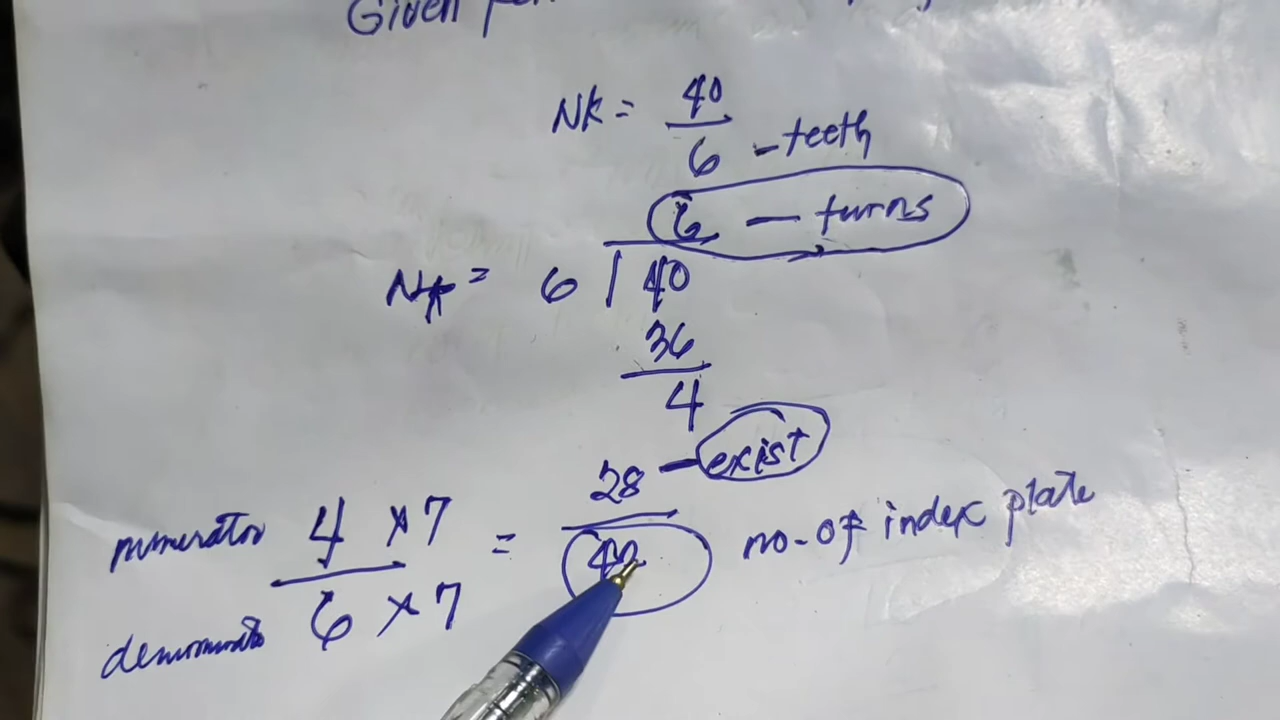 Given
Nk = 40
6 - teeth
6 — turns
Nk = 6 | 40
36
4
28 - exist
numerator 4 × 7 =
42 no. of index plate
6 × 7